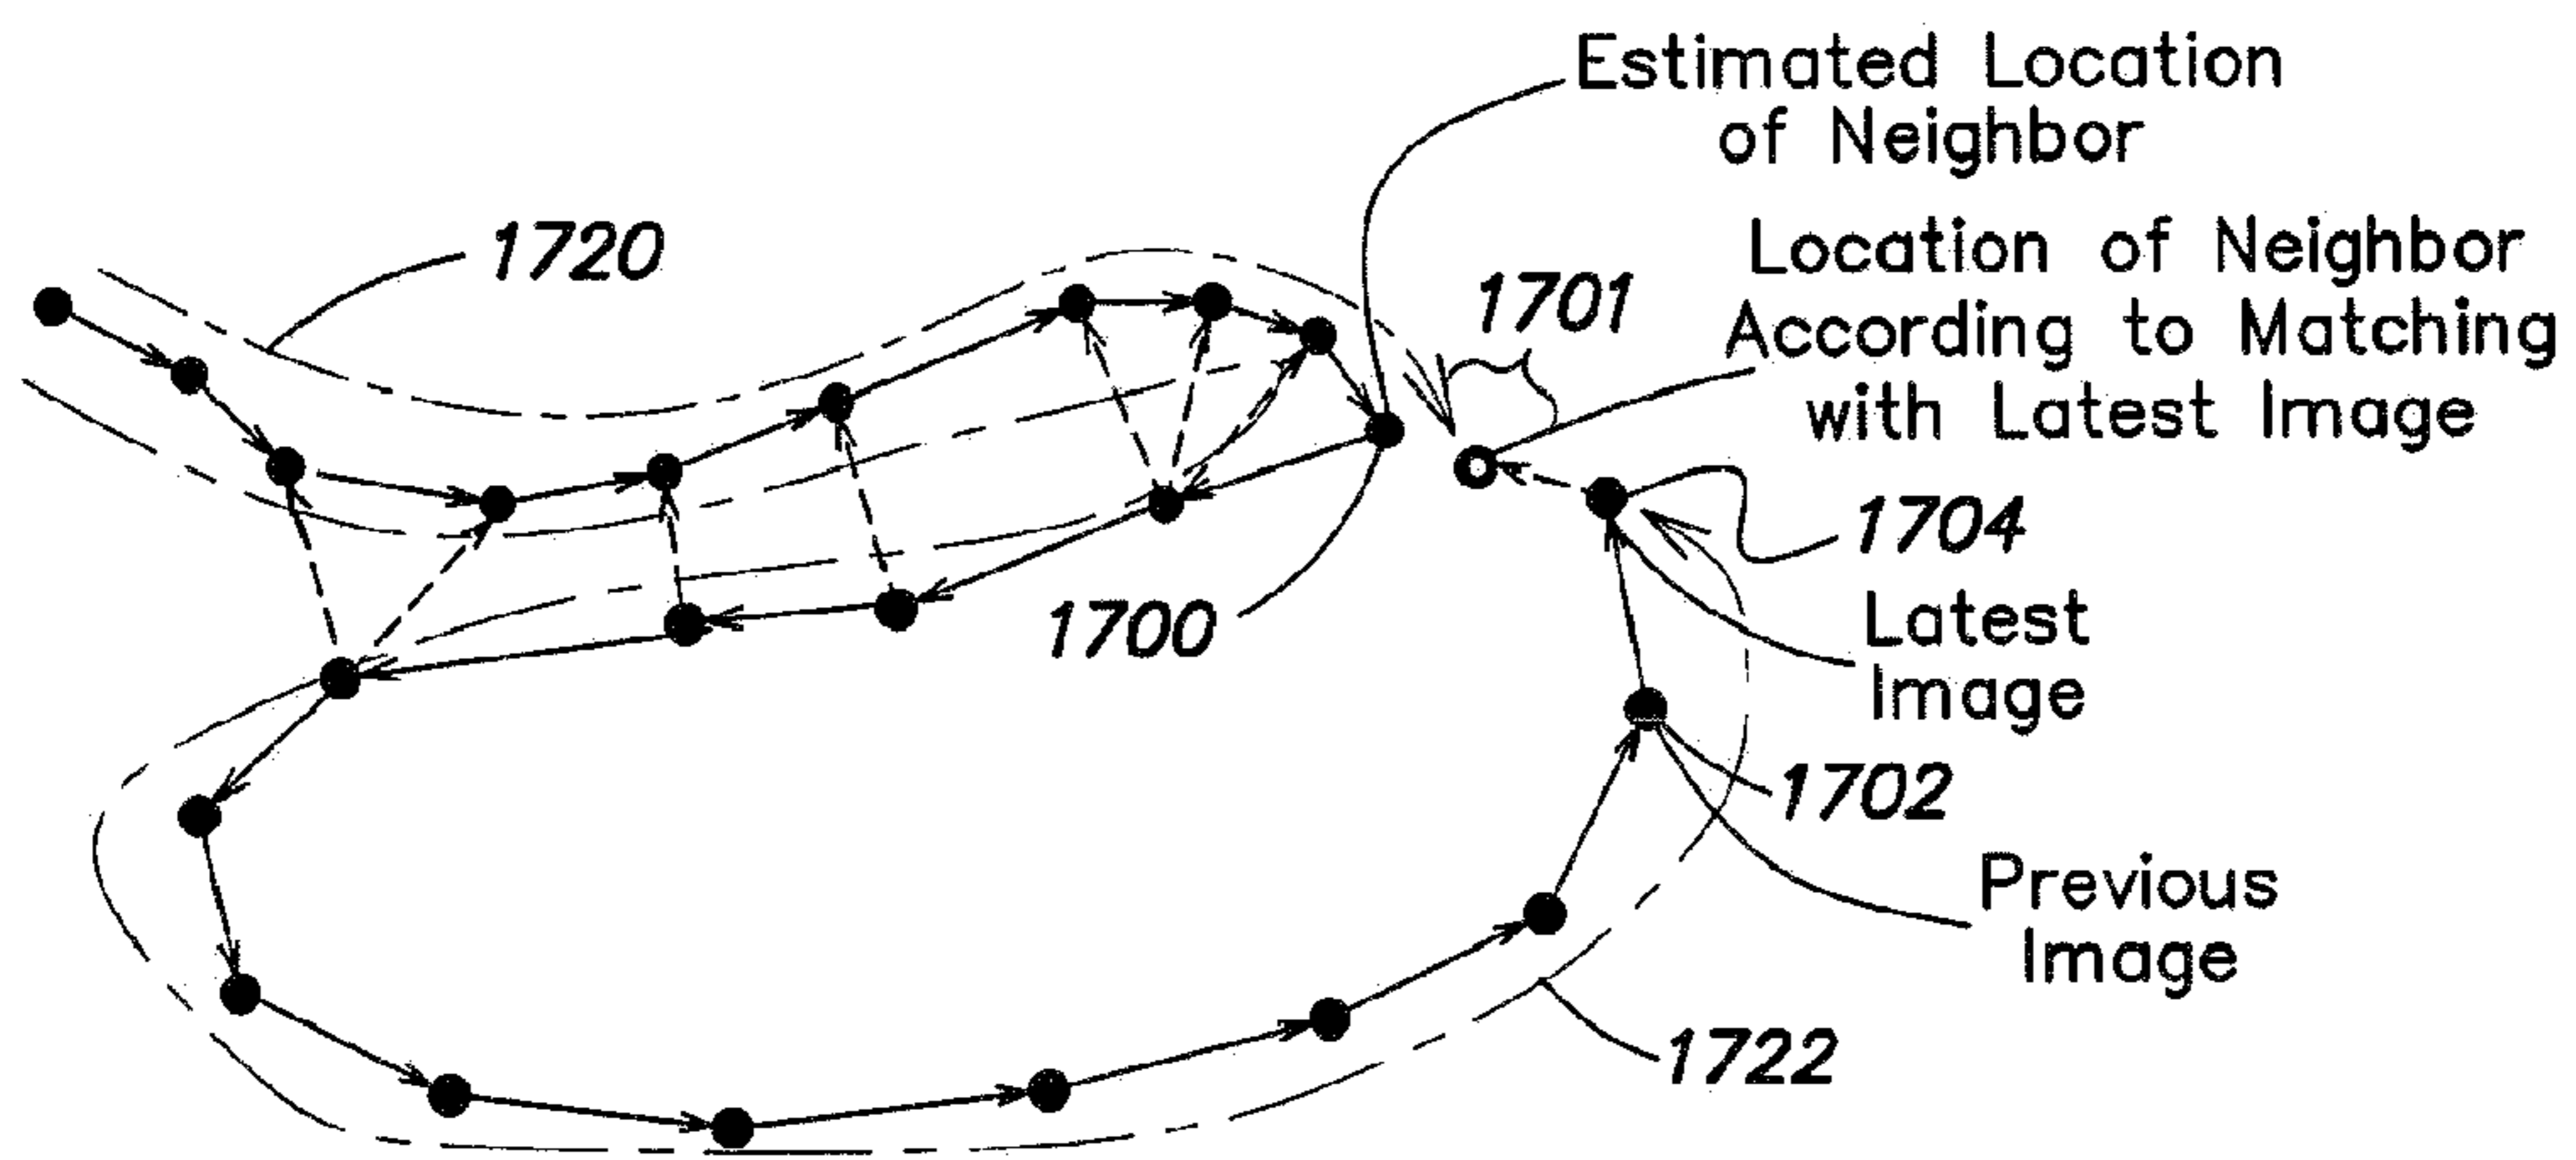 Estimated Location
of Neighbor
1720
1701
Location of Neighbor
According to Matching
with Latest Image
1704
1700
Latest
Image
1702
Previous
Image
1722